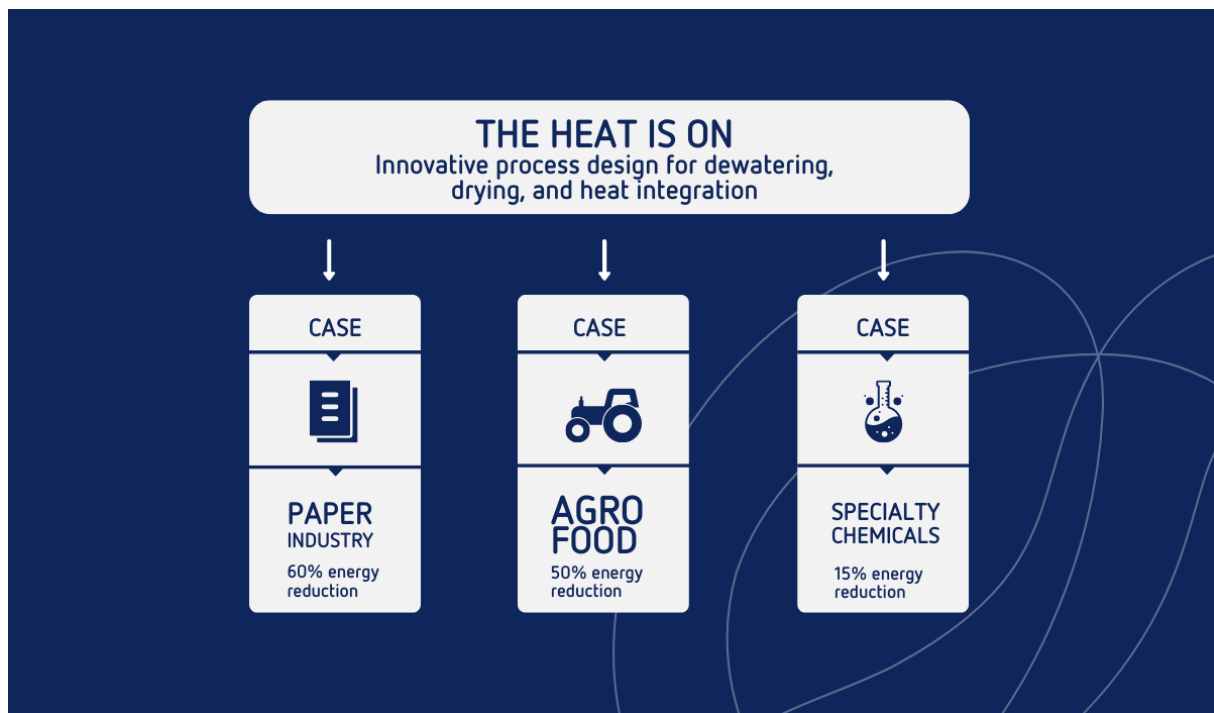 THE HEAT IS ON
Innovative process design for dewatering,
drying, and heat integration
CASE
PAPER
INDUSTRY
60% energy
reduction
CASE
AGRO
FOOD
50% energy
reduction
CASE
SPECIALTY
CHEMICALS
15% energy
reduction